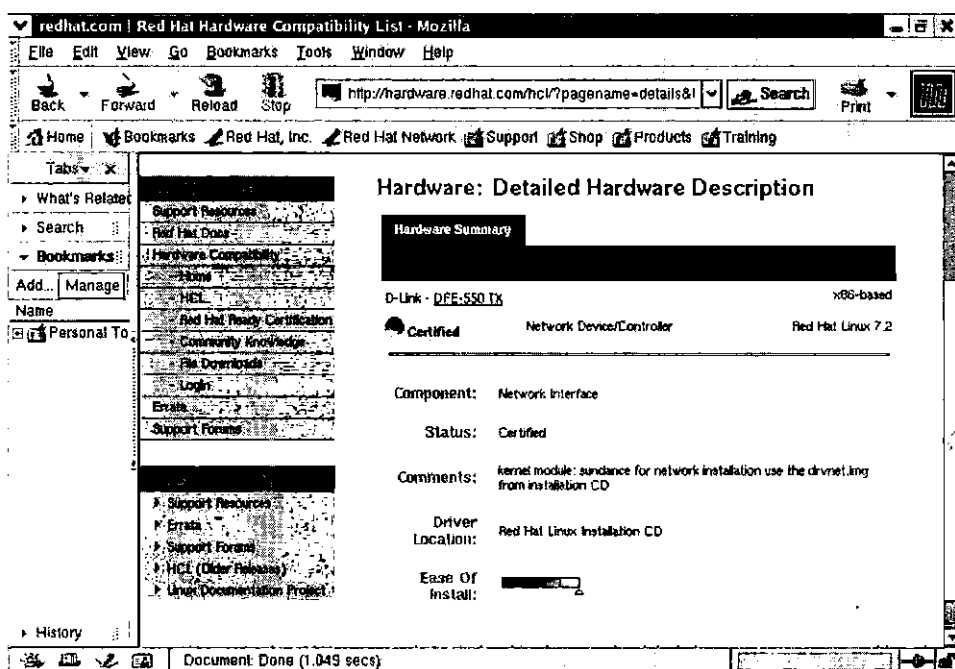 redhat.com | Red Hat Hardware Compatibility List - Mozilla
File Edit View Go Bookmarks Tools Window Help
Back Forward Reload Stop
http://hardware.redhat.com/hcl/?pagename=details&
Search
Print
Home Bookmarks Red Hat, Inc. Red Hat Network Support Shop Products Training
Tabs
What's Related
Search
Bookmarks
Add... Manage
Name
Personal To
History
Support Resources
Red Hat Docs
Hardware Compatibility
Home
HCL
Red Hat Ready Certification
Community Knowledge
File Downloads
Login
Errata
Support Forums
Support Resources
Errata
Support Forums
HCL (Older Releases)
Linux Documentation Project
Hardware: Detailed Hardware Description
Hardware Summary
D-Link - DFE-550 TX
x86-based
Certified
Network Device/Controller
Red Hat Linux 7.2
Component: Network Interface
Status: Certified
Comments: kernel module: sundance for network installation use the drvnet.img
from installation CD
Driver
Location: Red Hat Linux Installation CD
Ease Of
Install:
Document: Done (1.049 secs)